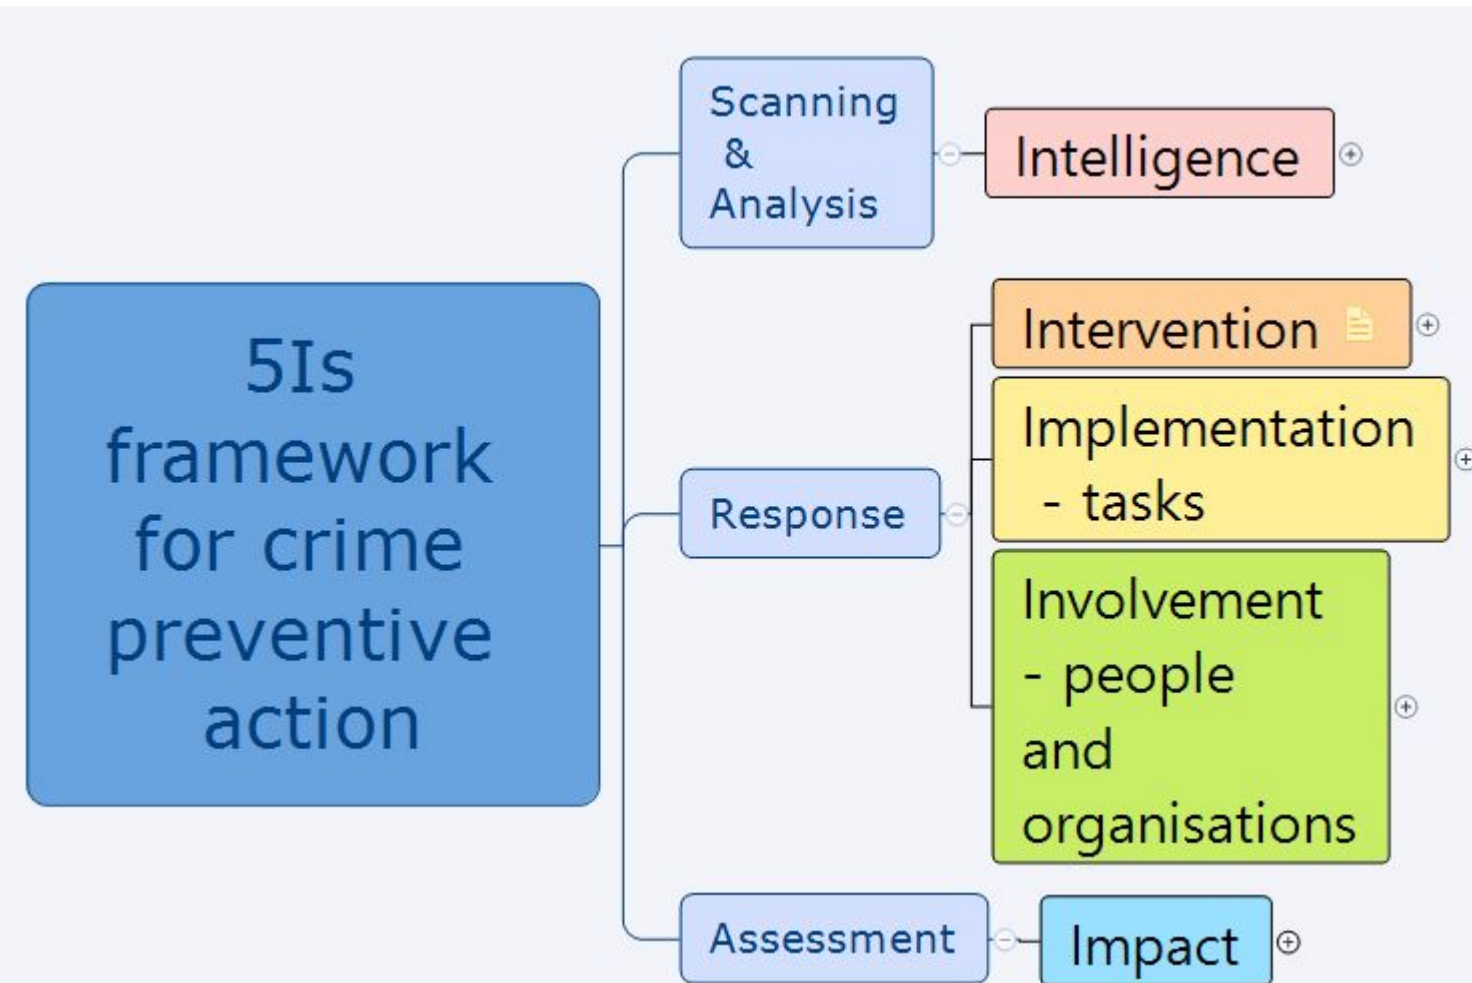 5Is
framework
for crime
preventive
action
Scanning
&
Analysis
Intelligence
Response
Intervention
Implementation
- tasks
Involvement
- people
and
organisations
Assessment
Impact